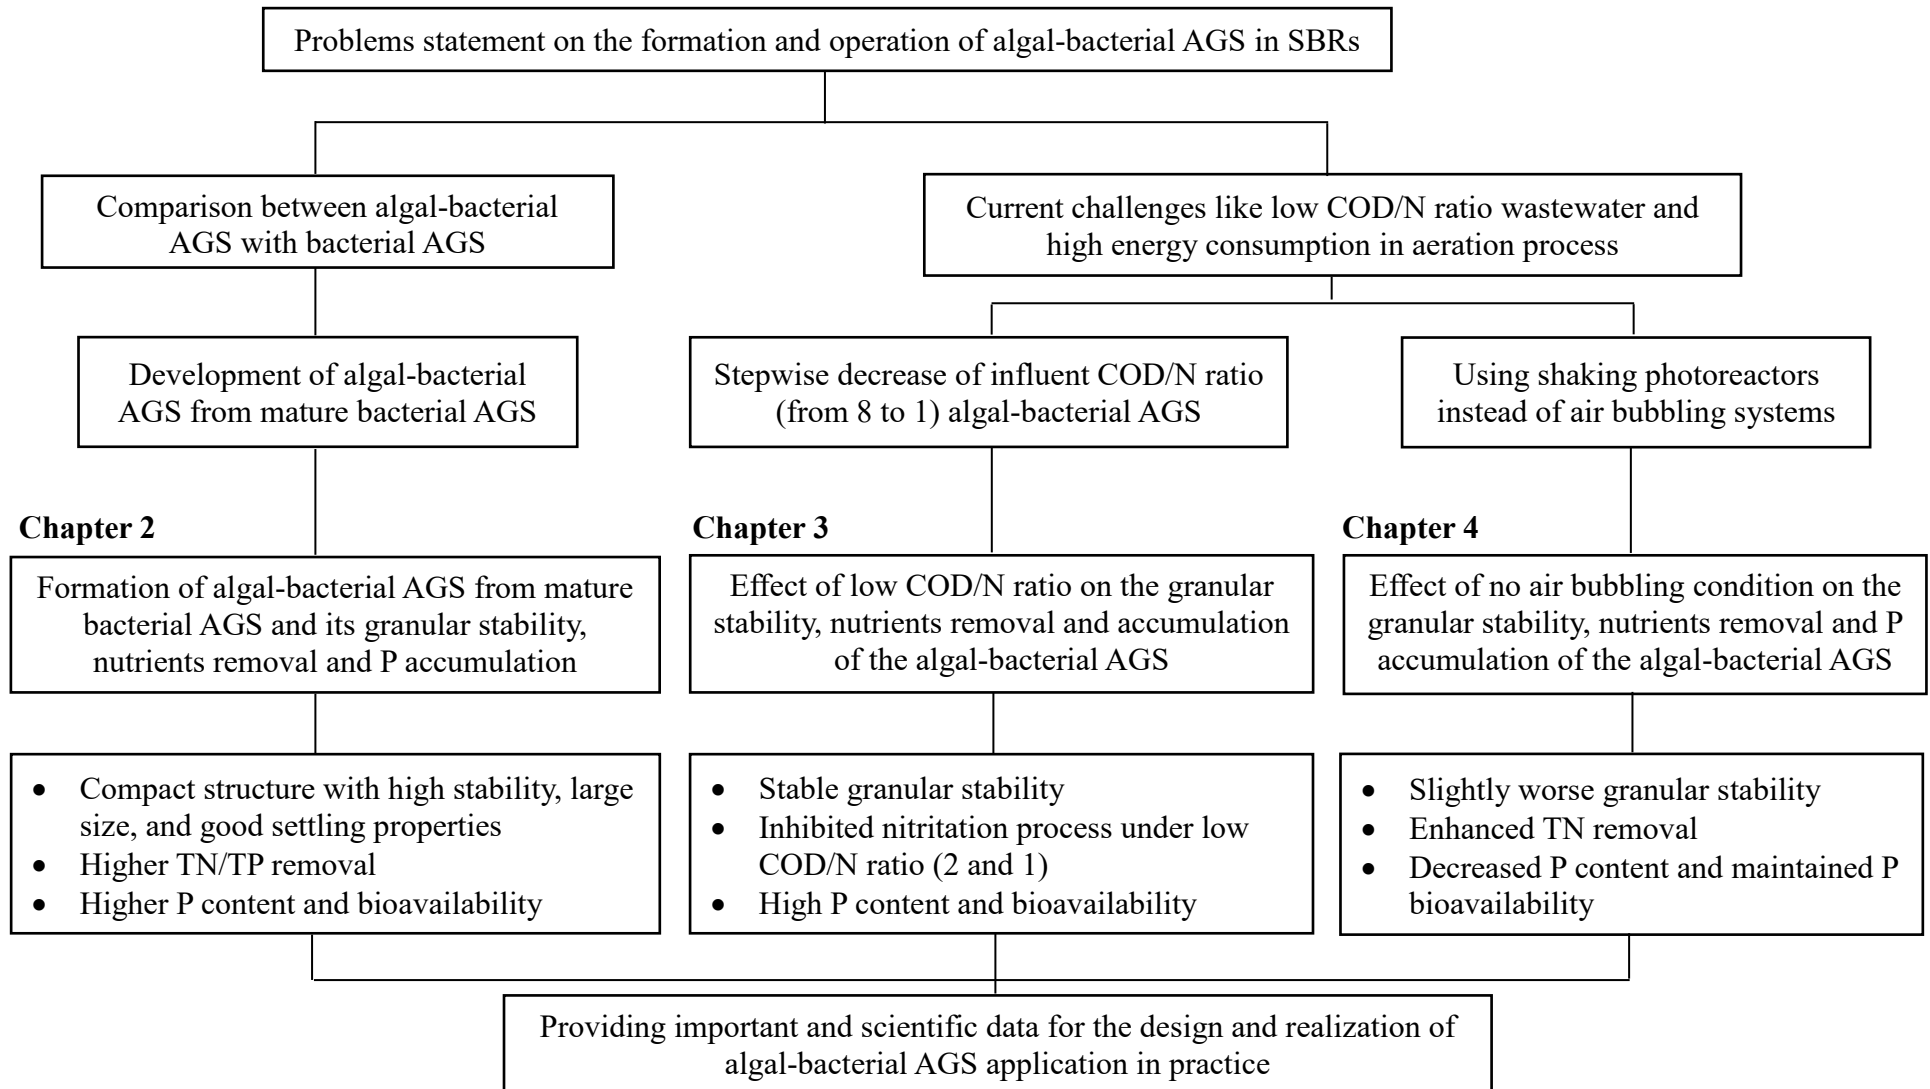 Problems statement on the formation and operation of algal-bacterial AGS in SBRs
Comparison between algal-bacterial
AGS with bacterial AGS
Current challenges like low COD/N ratio wastewater and
high energy consumption in aeration process
Development of algal-bacterial
AGS from mature bacterial AGS
Stepwise decrease of influent COD/N ratio
(from 8 to 1) algal-bacterial AGS
Using shaking photoreactors
instead of air bubbling systems
Chapter 2
Formation of algal-bacterial AGS from mature
bacterial AGS and its granular stability,
nutrients removal and P accumulation
Chapter 3
Effect of low COD/N ratio on the granular
stability, nutrients removal and accumulation
of the algal-bacterial AGS
Chapter 4
Effect of no air bubbling condition on the
granular stability, nutrients removal and P
accumulation of the algal-bacterial AGS
• Compact structure with high stability, large
size, and good settling properties
• Higher TN/TP removal
• Higher P content and bioavailability
• Stable granular stability
• Inhibited nitritation process under low
COD/N ratio (2 and 1)
• High P content and bioavailability
• Slightly worse granular stability
• Enhanced TN removal
• Decreased P content and maintained P
bioavailability
Providing important and scientific data for the design and realization of
algal-bacterial AGS application in practice